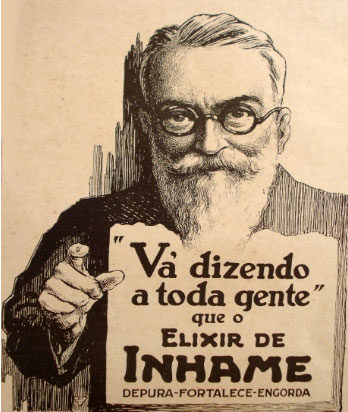 "Vá dizendo
a toda gente"
que o
ELIXIR DE
INHAME
DEPURA-FORTALECE-ENGORDA